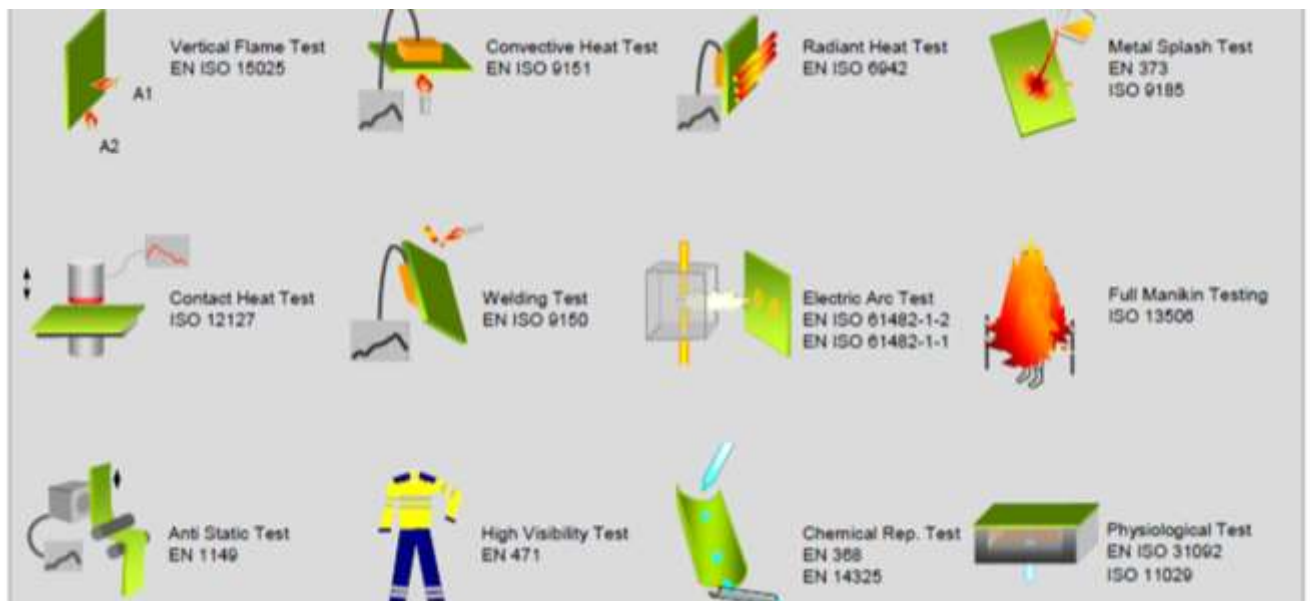 Vertical Flame Test
EN ISO 15025
A1
A2
Convective Heat Test
EN ISO 9151
Radiant Heat Test
EN ISO 6942
Metal Splash Test
EN 373
ISO 9185
Contact Heat Test
ISO 12127
Welding Test
EN ISO 9150
Electric Arc Test
EN ISO 61482-1-2
EN ISO 61482-1-1
Full Manikin Testing
ISO 13506
Anti Static Test
EN 1149
High Visibility Test
EN 471
Chemical Rep. Test
EN 368
EN 14325
Physiological Test
EN ISO 31092
ISO 11029